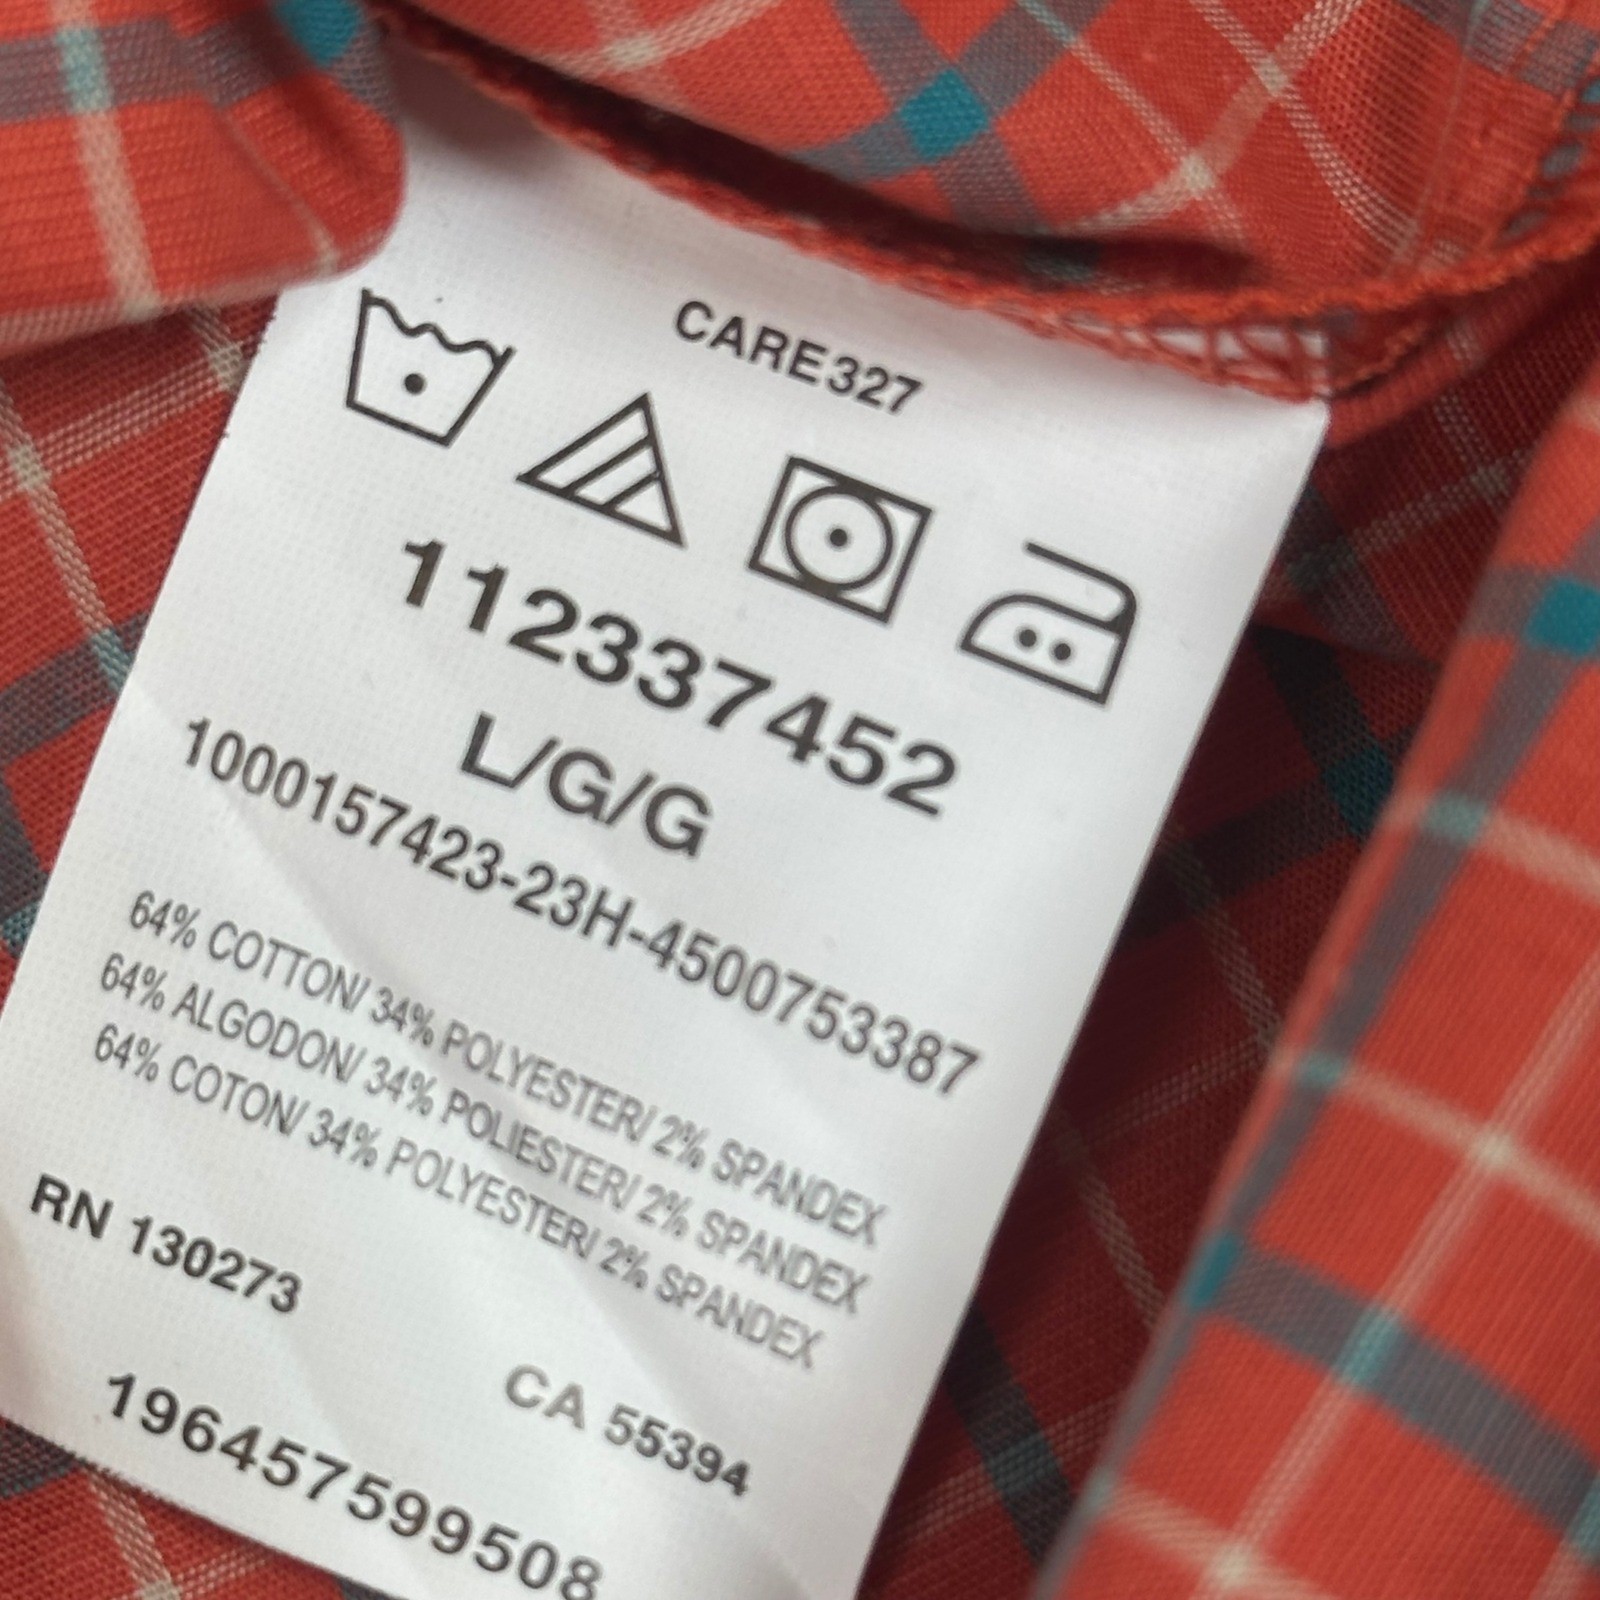 CARE327
112337452
L/G/G
1000157423-23H-4500753387
64% COTTON/ 34% POLYESTER/ 2% SPANDEX
64% ALGODON/ 34% POLIESTER/ 2% SPANDEX
64% COTON/ 34% POLYESTER/ 2% SPANDEX
RN 130273
CA 55394
196457599508